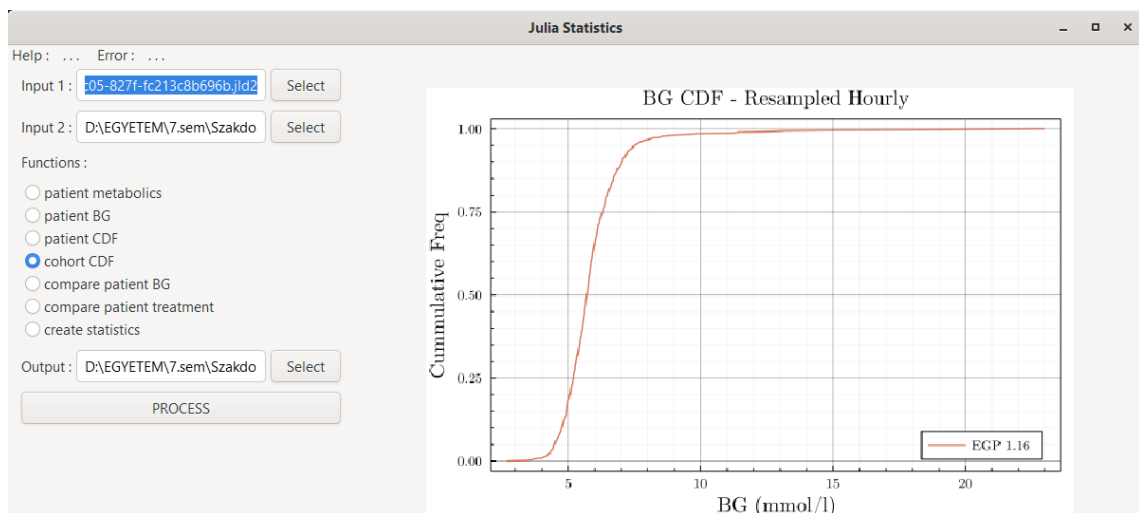 Julia Statistics
Help : ... Error : ...
Input 1 : c05-827f-fc213c8b696b.jld2 Select
Input 2 : D:\EGYETEM\7.sem\Szakdo Select
Functions :
patient metabolics
patient BG
patient CDF
cohort CDF
compare patient BG
compare patient treatment
create statistics
Output : D:\EGYETEM\7.sem\Szakdo Select
PROCESS
BG CDF - Resampled Hourly
Cummulative Freq
1.00
0.75
0.50
0.25
0.00
EGP 1.16
5 10 15 20
BG (mmol/l)